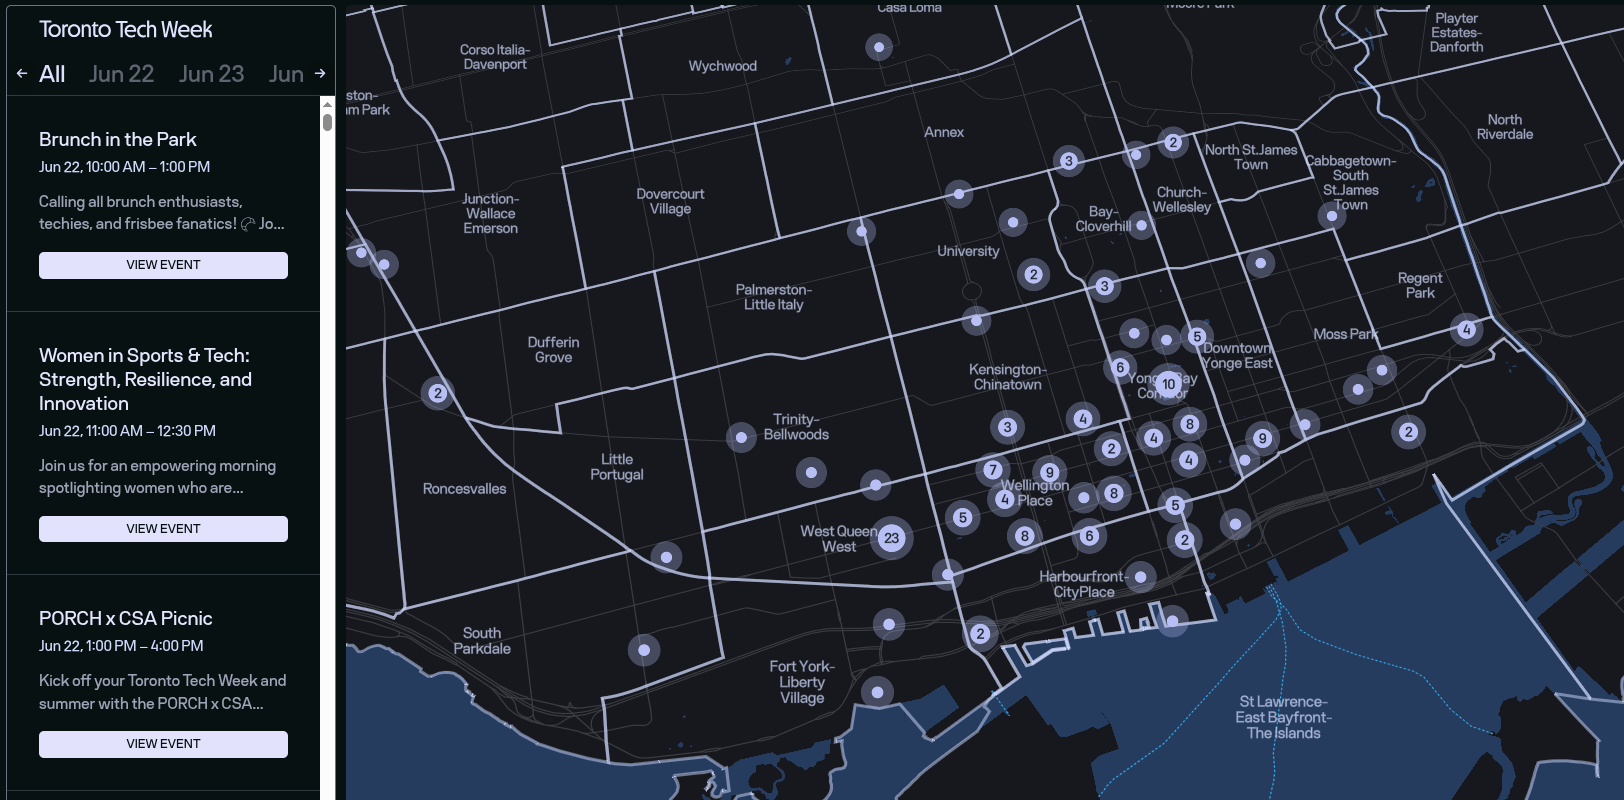 Toronto Tech Week
All Jun 22 Jun 23 Jun
Brunch in the Park
Jun 22, 10:00 AM – 1:00 PM
Calling all brunch enthusiasts,
techies, and frisbee fanatics! Jo...
VIEW EVENT
Women in Sports & Tech:
Strength, Resilience, and
Innovation
Jun 22, 11:00 AM – 12:30 PM
Join us for an empowering morning
spotlighting women who are...
VIEW EVENT
PORCH x CSA Picnic
Jun 22, 1:00 PM – 4:00 PM
Kick off your Toronto Tech Week and
summer with the PORCH x CSA...
VIEW EVENT
Casa Loma
Moore Park
Playter
Estates-
Danforth
Corso Italia-
Davenport
Wychwood
ston-
m Park
Annex
North
Riverdale
3
2
North St.James
Town
Cabbagetown-
South
St.James
Town
Junction-
Wallace
Emerson
Dovercourt
Village
Church-
Wellesley
Bay-
Cloverhill
University
2
3
Regent
Park
Palmerston-
Little Italy
Dufferin
Grove
Moss Park
4
5
Downtown
Yonge East
6
10
Kensington-
Chinatown
2
Trinity-
Bellwoods
3
4
8
4
9
2
2
4
Little
Portugal
Roncesvalles
7
9
Wellington
Place
4
8
5
5
West Queen
West
23
8
6
2
Harbourfront-
CityPlace
South
Parkdale
2
Fort York-
Liberty
Village
St Lawrence-
East Bayfront-
The Islands